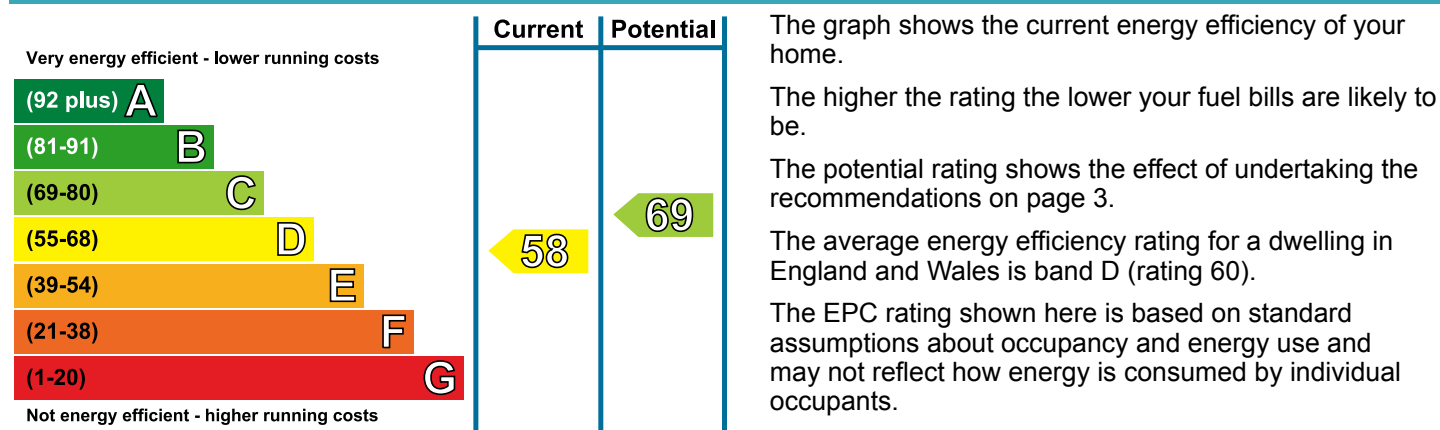 Current Potential
Very energy efficient - lower running costs
(92 plus) A
(81-91) B
(69-80) C
(55-68) D
(39-54) E
(21-38) F
(1-20) G
Not energy efficient - higher running costs
58
69
The graph shows the current energy efficiency of your
home.
The higher the rating the lower your fuel bills are likely to
be.
The potential rating shows the effect of undertaking the
recommendations on page 3.
The average energy efficiency rating for a dwelling in
England and Wales is band D (rating 60).
The EPC rating shown here is based on standard
assumptions about occupancy and energy use and
may not reflect how energy is consumed by individual
occupants.